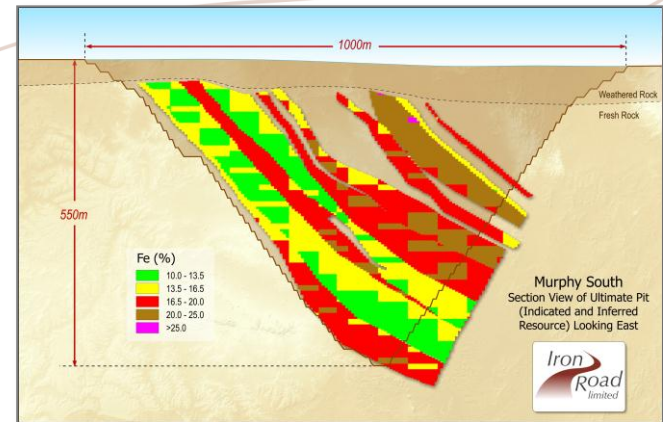 1000m
Weathered Rock
Fresh Rock
550m
Fe (%)
10.0 - 13.5
13.5 - 16.5
16.5 - 20.0
20.0 - 25.0
>25.0
Murphy South
Section View of Ultimate Pit
(Indicated and Inferred
Resource) Looking East
Iron
Road
limited